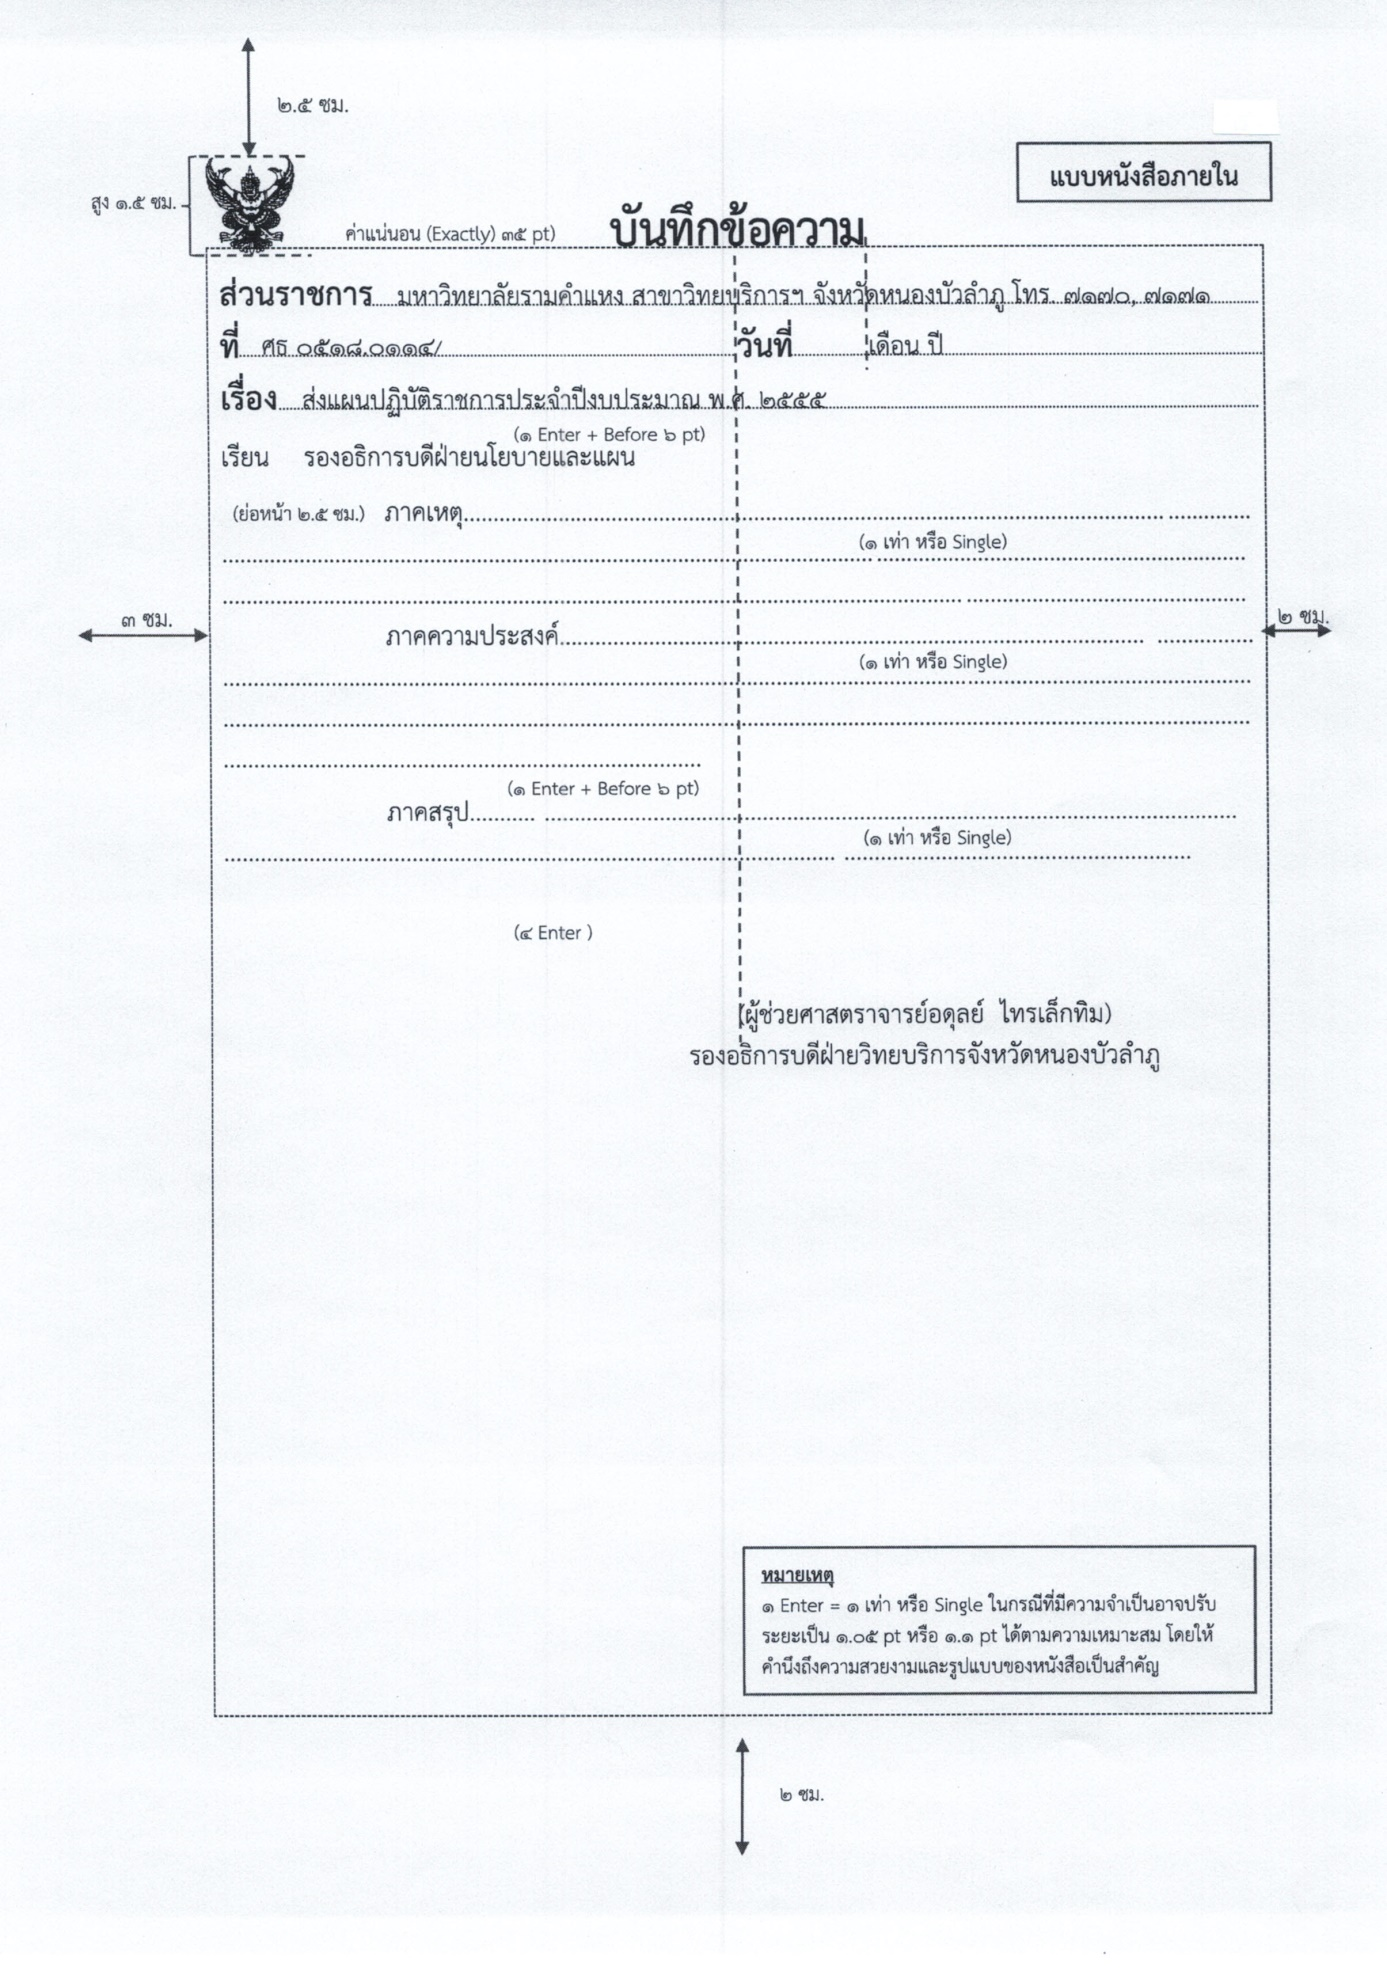 ๒.๕ ซม.
แบบหนังสือภายใน
สูง ๑.๕ ซม.
ค่าแน่นอน (Exactly) ๓๕ pt)
บันทึกข้อความ
ส่วนราชการ มหาวิทยาลัยรามคำแหง สาขาวิทยบริการฯ จังหวัดหนองบัวลำภู โทร. ๗๑๗๐, ๗๑๗๑
ที่ ศธ ๐๕๑๘.๐๑๑๔/ วันที่ เดือน ปี
เรื่อง ส่งแผนปฏิบัติราชการประจำปีงบประมาณ พ.ศ. ๒๕๕๕
(๑ Enter + Before ๖ pt)
เรียน รองอธิการบดีฝ่ายนโยบายและแผน
(ย่อหน้า ๒.๕ ซม.) ภาคเหตุ
(๑ เท่า หรือ Single)
๓ ซม.
๒ ซม.
ภาคความประสงค์
(๑ เท่า หรือ Single)
(๑ Enter + Before ๖ pt)
ภาคสรุป
(๑ เท่า หรือ Single)
(๔ Enter )
(ผู้ช่วยศาสตราจารย์อดุลย์ ไทรเล็กทิม)
รองอธิการบดีฝ่ายวิทยบริการจังหวัดหนองบัวลำภู
หมายเหตุ
๑ Enter = ๑ เท่า หรือ Single ในกรณีที่มีความจำเป็นอาจปรับ
ระยะเป็น ๑.๐๕ pt หรือ ๑.๑ pt ได้ตามความเหมาะสม โดยให้
คำนึงถึงความสวยงามและรูปแบบของหนังสือเป็นสำคัญ
๒ ซม.